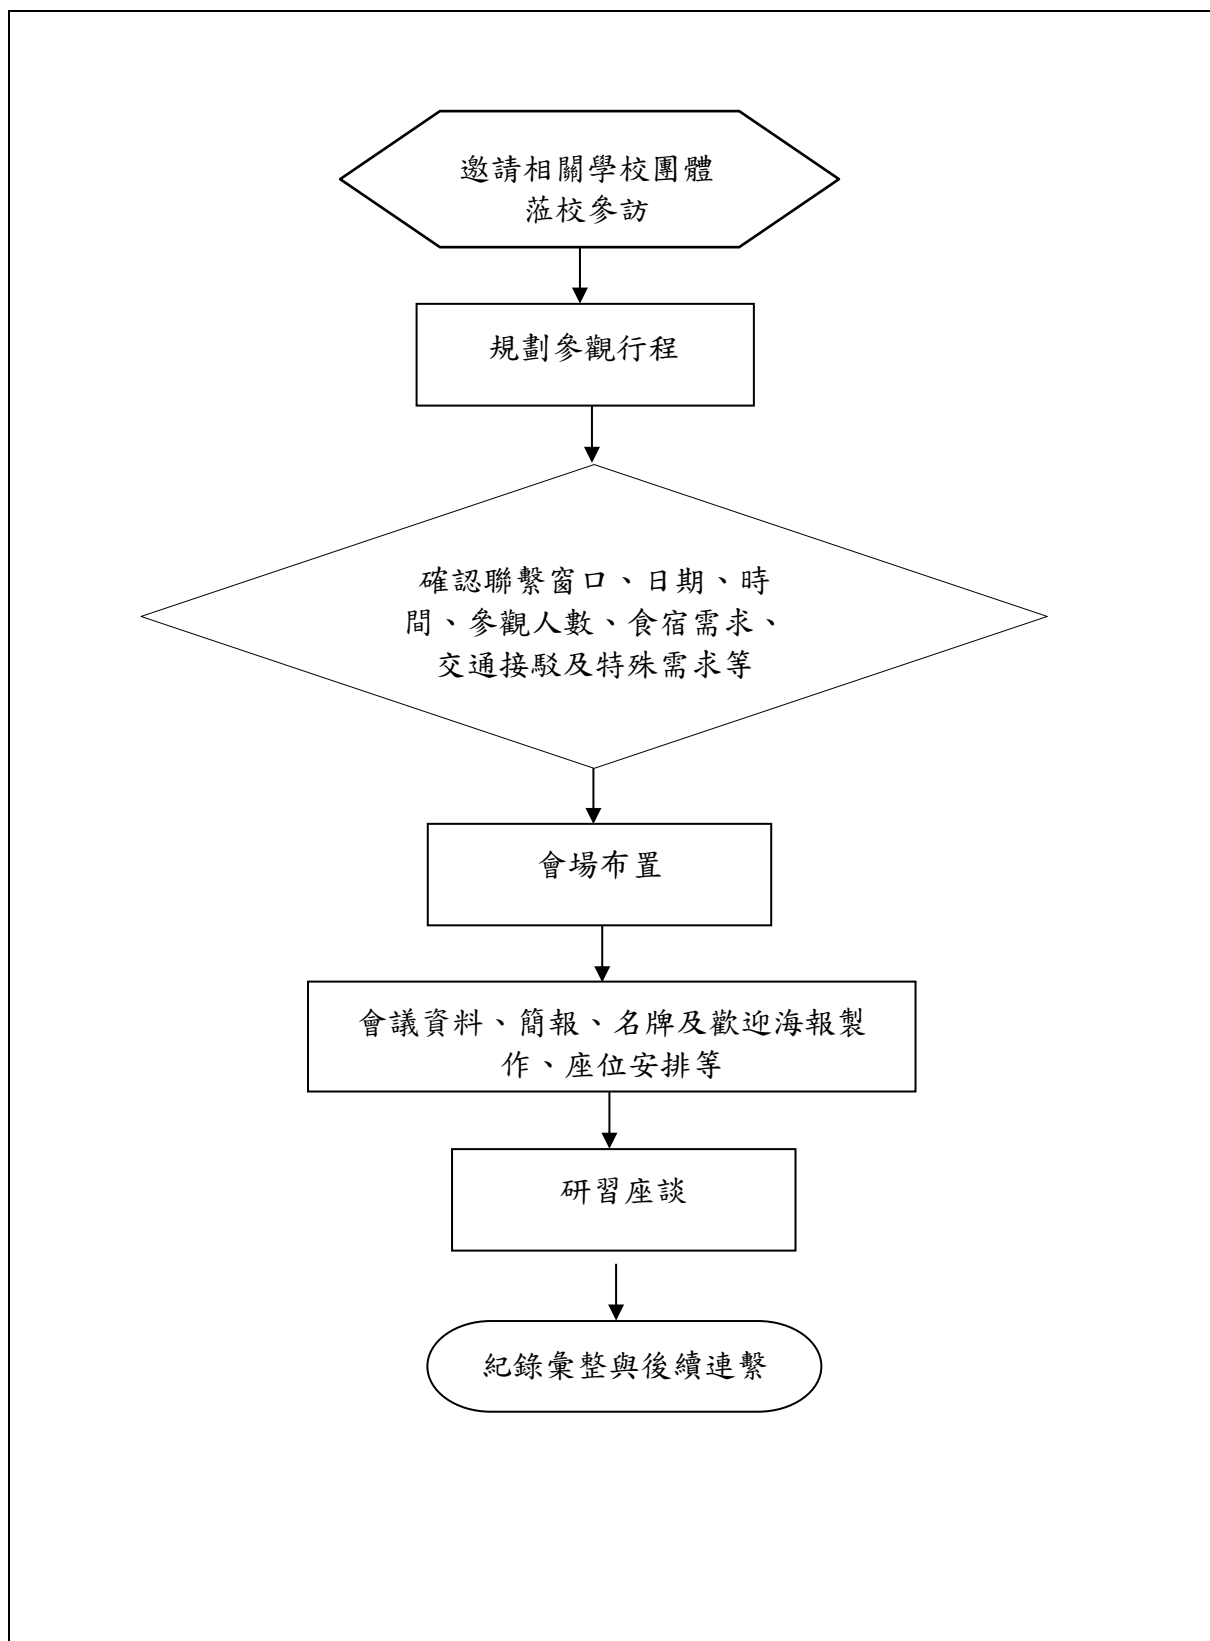 邀請相關學校團體
蒞校參訪
規劃參觀行程
確認聯繫窗口、日期、時
間、參觀人數、食宿需求、
交通接駁及特殊需求等
會場布置
會議資料、簡報、名牌及歡迎海報製
作、座位安排等
研習座談
紀錄彙整與後續連繫